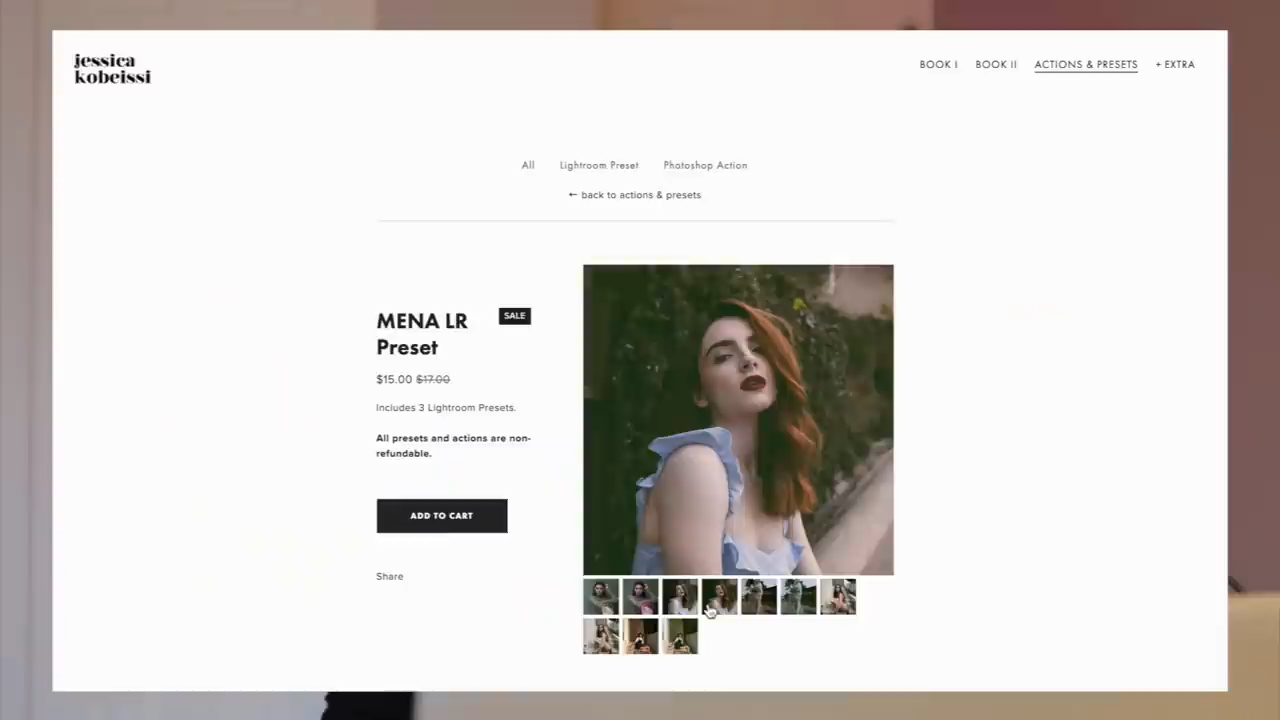 jessica
kobeissi
BOOK I BOOK II ACTIONS & PRESETS + EXTRA
All Lightroom Preset Photoshop Action
← back to actions & presets
MENA LR
Preset
SALE
$15.00 $17.00
Includes 3 Lightroom Presets.
All presets and actions are non-
refundable.
ADD TO CART
Share